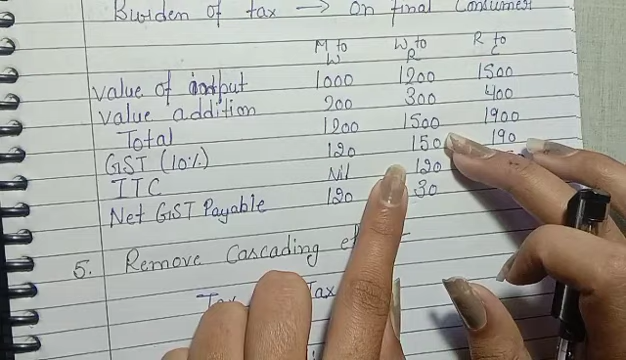 Burden of tax → on final Consumer
M to W W to R R to C
value of input 1000 1200 1500
value addition 200 300 400
Total 1200 1500 1900
GST (10%) 120 150 190
ITC Nil 120
Net GST Payable 120 30
5. Remove Cascading
Tax